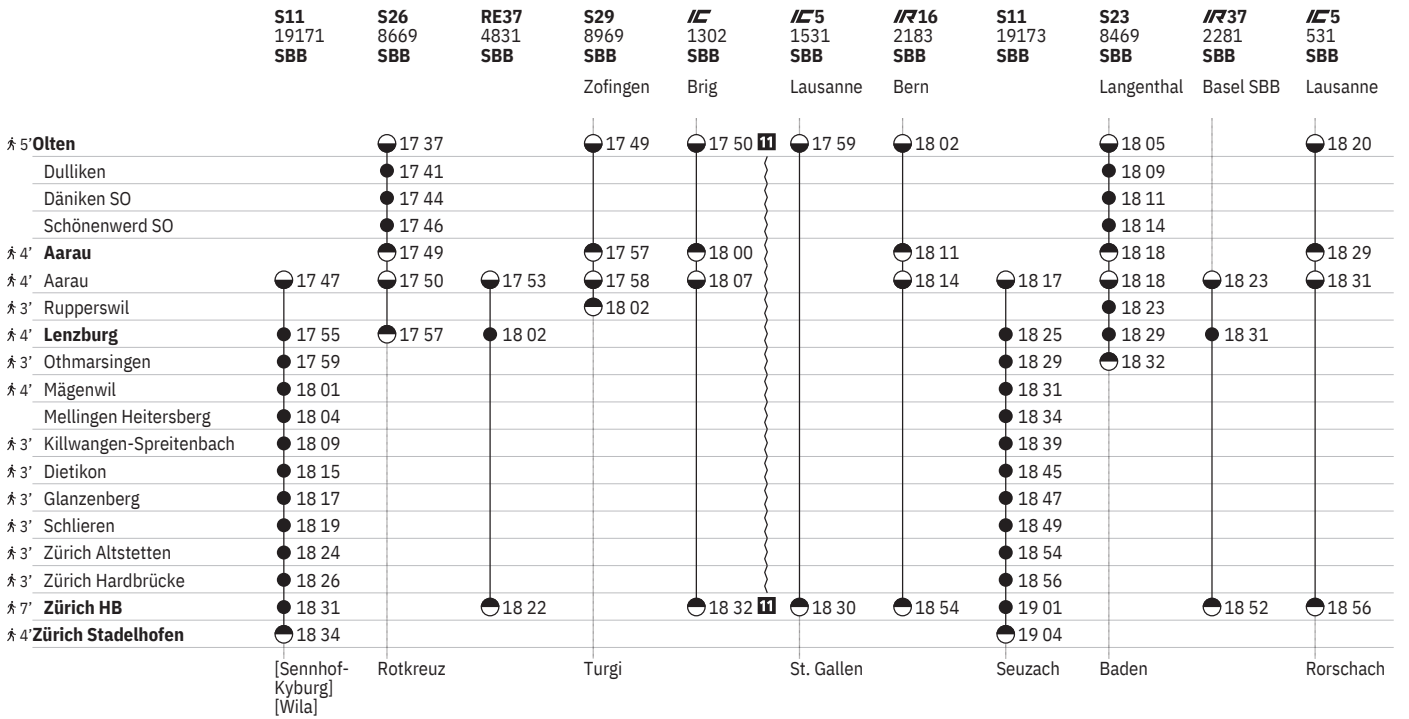 S11 S26 RE37 S29 IC IC5 IR16 S11 S23 IR37 IC5
19171 8669 4831 8969 1302 1531 2183 19173 8469 2281 531
SBB SBB SBB SBB SBB SBB SBB SBB SBB SBB SBB
Zofingen Brig Lausanne Bern Langenthal Basel SBB Lausanne
5’ Olten 17 37 17 49 17 50 11 17 59 18 02 18 05 18 20
Dulliken 17 41 18 09
Däniken SO 17 44 18 11
Schönenwerd SO 17 46 18 14
4’ Aarau 17 49 17 57 18 00 18 11 18 18 18 29
4’ Aarau 17 47 17 50 17 53 17 58 18 07 18 14 18 17 18 18 18 23 18 31
3’ Rupperswil 18 02 18 23
4’ Lenzburg 17 55 17 57 18 02 18 25 18 29 18 31
3’ Othmarsingen 17 59 18 29 18 32
4’ Mägenwil 18 01 18 31
Mellingen Heitersberg 18 04 18 34
3’ Killwangen-Spreitenbach 18 09 18 39
3’ Dietikon 18 15 18 45
3’ Glanzenberg 18 17 18 47
3’ Schlieren 18 19 18 49
3’ Zürich Altstetten 18 24 18 54
3’ Zürich Hardbrücke 18 26 18 56
7’ Zürich HB 18 31 18 22 18 32 11 18 30 18 54 19 01 18 52 18 56
4’ Zürich Stadelhofen 18 34 19 04
[Sennhof- Rotkreuz Turgi St. Gallen Seuzach Baden Rorschach
Kyburg]
[Wila]